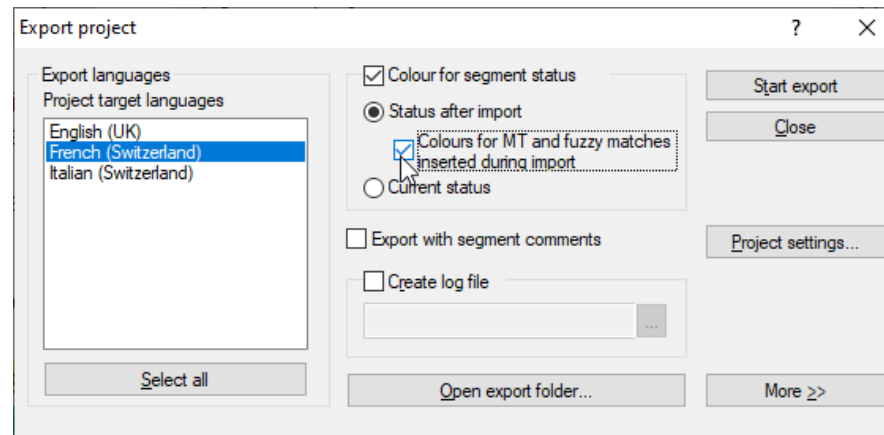 Export project
?
Export languages
Project target languages
English (UK)
French (Switzerland)
Italian (Switzerland)
Select all
Colour for segment status
Status after import
Colours for MT and fuzzy matches
inserted during import
Current status
Export with segment comments
Create log file
...
Open export folder...
Start export
Close
Project settings...
More >>